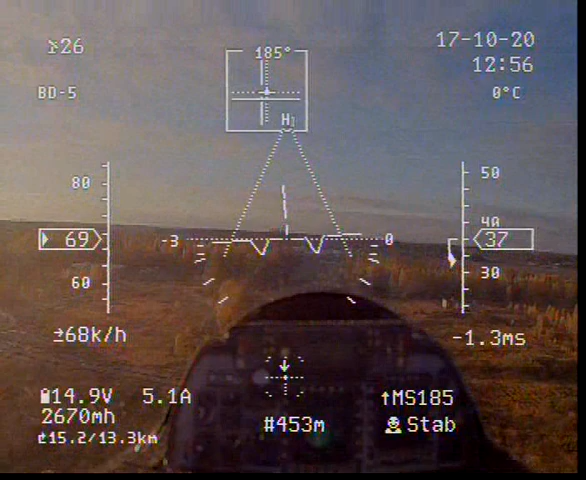 26
17-10-20
185°
12:56
BD-5
0°C
H
80
50
40
69
-3
0
37
60
30
±68k/h
-1.3ms
14.9V 5.1A
↑MS185
2670mh
#453m
Stab
15.2/13.3km